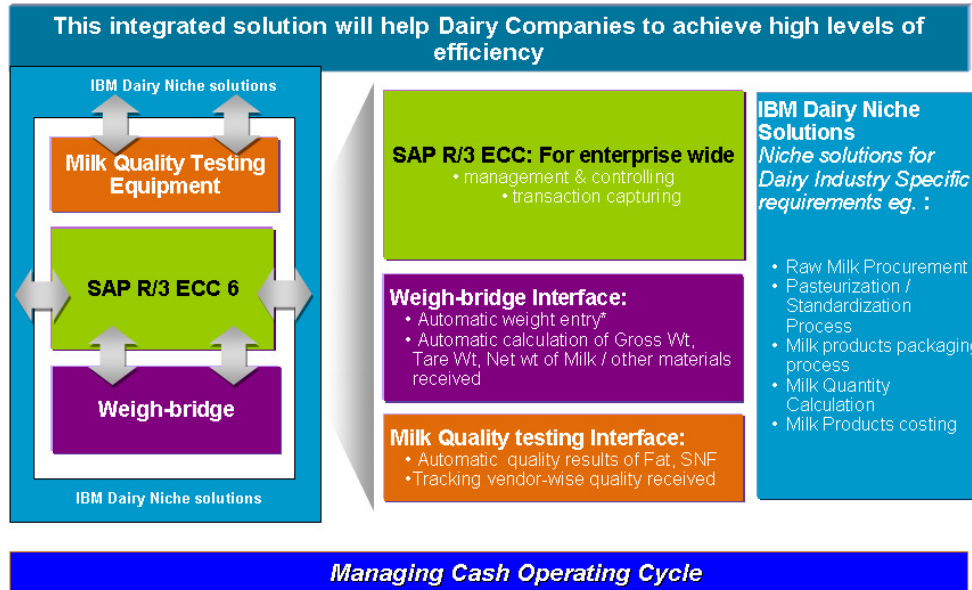 This integrated solution will help Dairy Companies to achieve high levels of
efficiency
IBM Dairy Niche solutions
Milk Quality Testing
Equipment
SAP R/3 ECC 6
Weigh-bridge
IBM Dairy Niche solutions
SAP R/3 ECC: For enterprise wide
• management & controlling
• transaction capturing
Weigh-bridge Interface:
• Automatic weight entry*
• Automatic calculation of Gross Wt,
Tare Wt, Net wt of Milk / other materials
received
Milk Quality testing Interface:
• Automatic quality results of Fat, SNF
•Tracking vendor-wise quality received
IBM Dairy Niche
Solutions
Niche solutions for
Dairy Industry Specific
requirements eg. :
• Raw Milk Procurement
• Pasteurization /
Standardization
Process
• Milk products packaging
process
• Milk Quantity
Calculation
• Milk Products costing
Managing Cash Operating Cycle